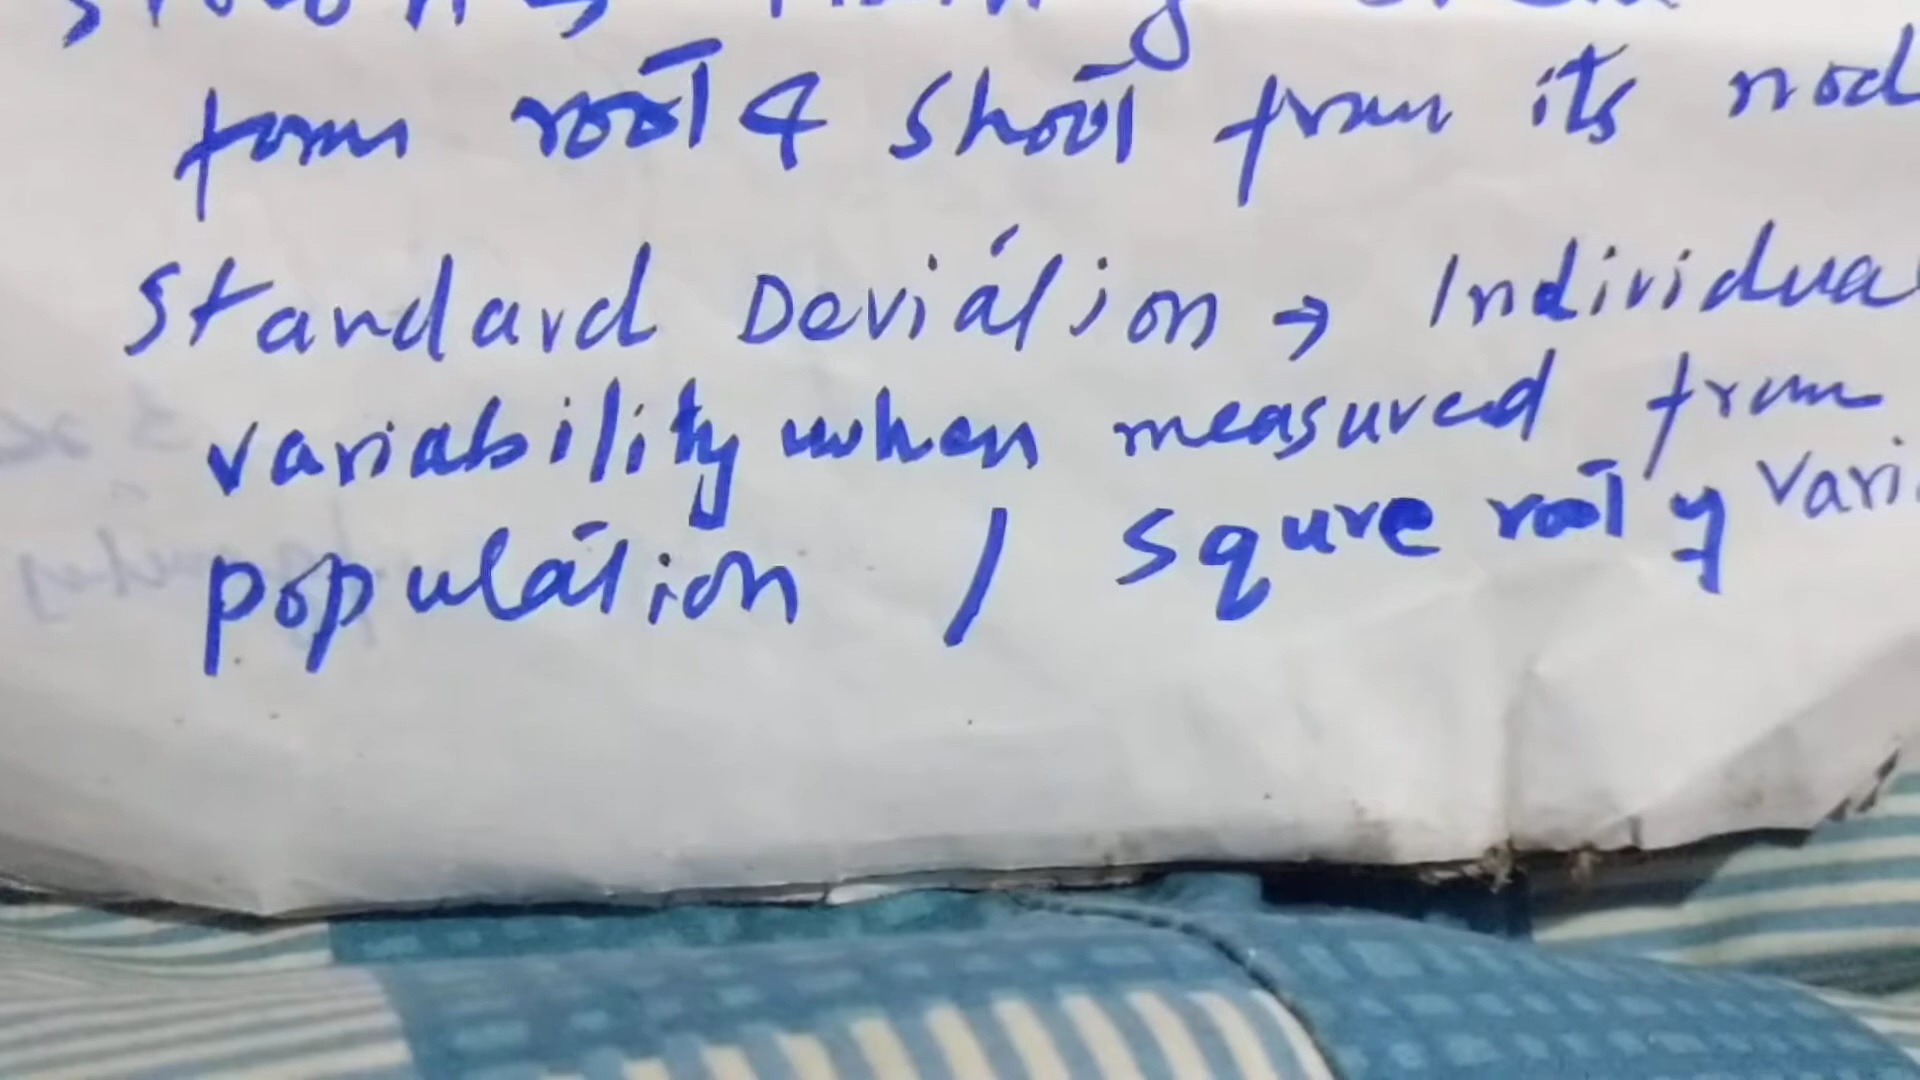 form root & shoot from its nod
Standard Deviation → Individual
variability when measured from
population / squre root of Vari